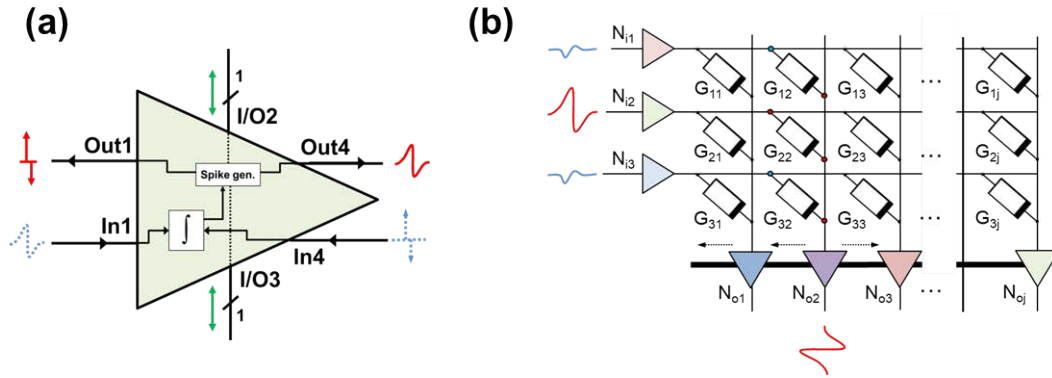 (a)
1
I/O2
Out1
Out4
Spike gen.
In1
∫
In4
I/O3
1
(b)
Ni1
G11 G12 G13 ... G1j
Ni2
G21 G22 G23 G2j
Ni3
G31 G32 G33 ... G3j
No1 No2 No3 ... Noj